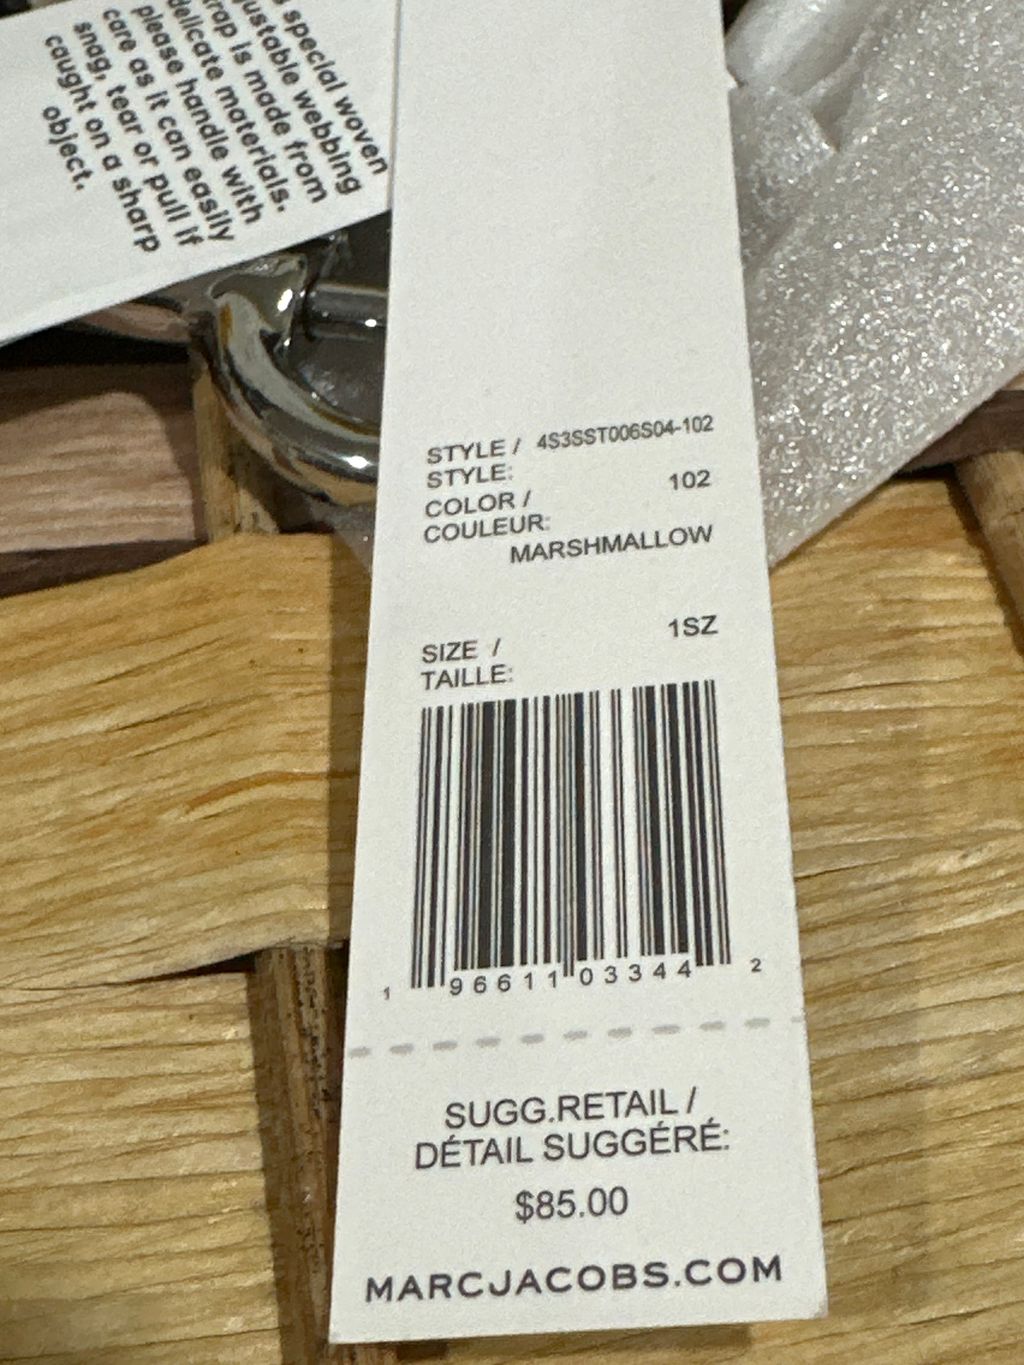 special woven
ustable webbing
rap is made from
delicate materials.
please handle with
care as it can easily
snag, tear or pull if
caught on a sharp
object.
STYLE / 4S3SST006S04-102
STYLE:
COLOR / 102
COULEUR:
MARSHMALLOW
SIZE / 1SZ
TAILLE:
1 96611 03344 2
SUGG.RETAIL /
DÉTAIL SUGGÉRÉ:
$85.00
MARCJACOBS.COM